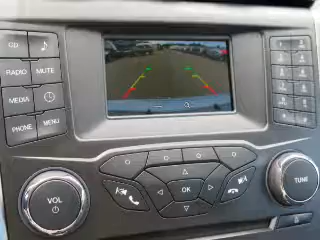 CD
RADIO MUTE
MEDIA
PHONE MENU
OK
VOL
TUNE